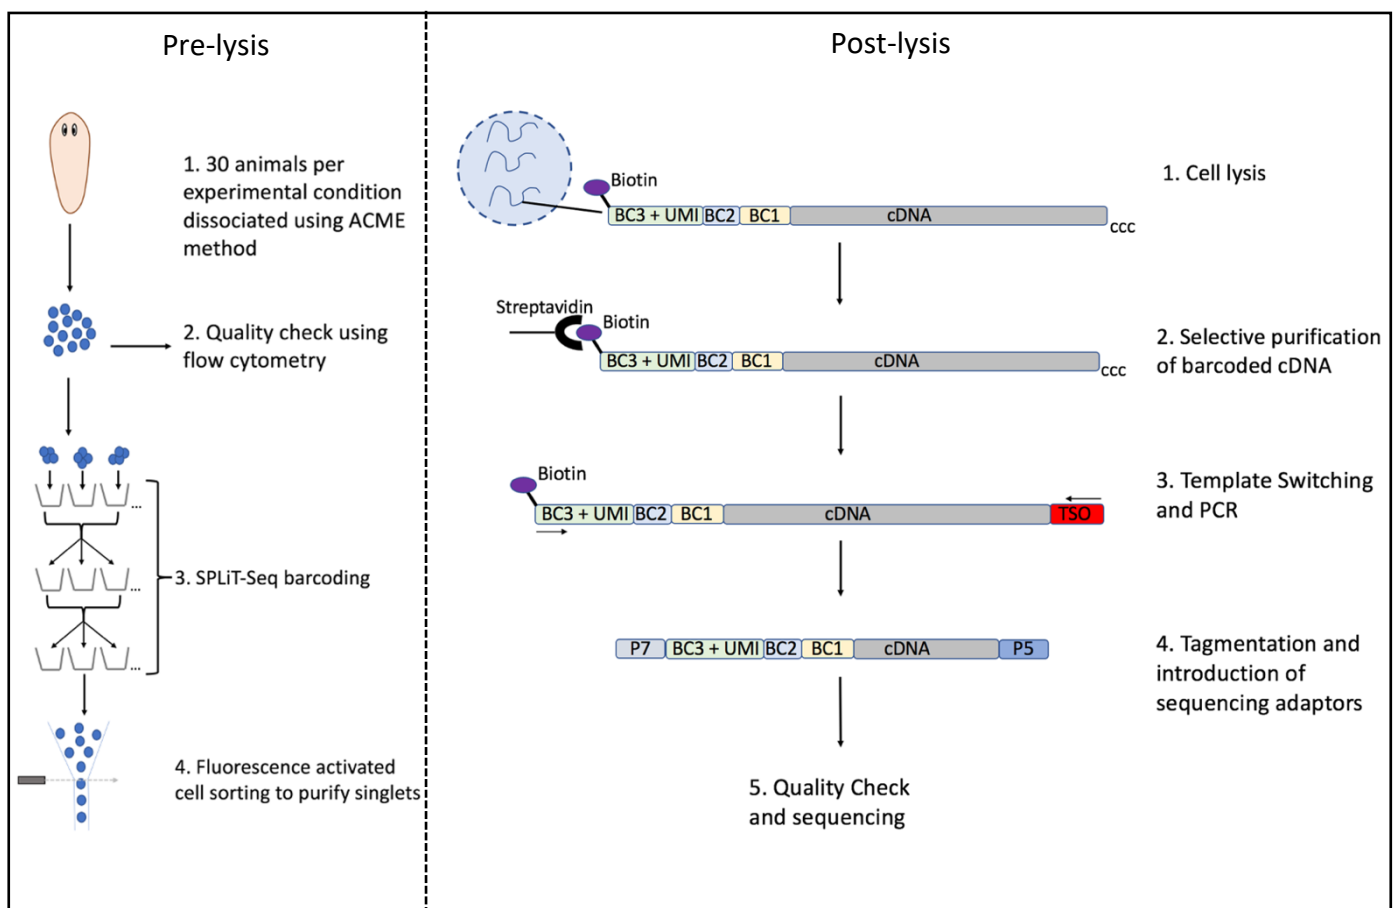 Pre-lysis
1. 30 animals per
experimental condition
dissociated using ACME
method
2. Quality check using
flow cytometry
...
...
3. SPLiT-Seq barcoding
...
4. Fluorescence activated
cell sorting to purify singlets
Post-lysis
Biotin
BC3 + UMI BC2 BC1 cDNA
ccc
1. Cell lysis
Streptavidin
Biotin
BC3 + UMI BC2 BC1 cDNA
ccc
2. Selective purification
of barcoded cDNA
Biotin
BC3 + UMI BC2 BC1 cDNA TSO
3. Template Switching
and PCR
P7 BC3 + UMI BC2 BC1 cDNA P5
4. Tagmentation and
introduction of
sequencing adaptors
5. Quality Check
and sequencing